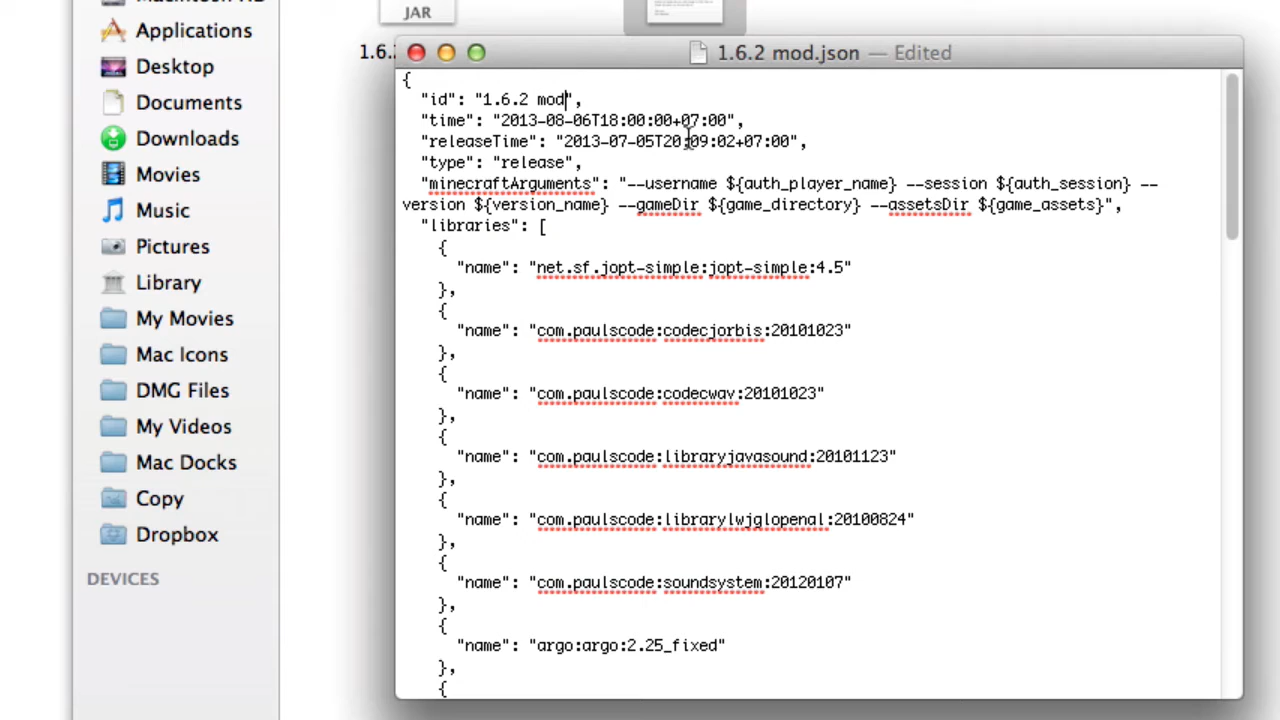 JAR
Applications
Desktop
Documents
Downloads
Movies
Music
Pictures
Library
My Movies
Mac Icons
DMG Files
My Videos
Mac Docks
Copy
Dropbox
DEVICES
1.6.2 mod.json — Edited
{
"id": "1.6.2 mod",
"time": "2013-08-06T18:00:00+07:00",
"releaseTime": "2013-07-05T20:09:02+07:00",
"type": "release",
"minecraftArguments": "--username ${auth_player_name} --session ${auth_session} --
version ${version_name} --gameDir ${game_directory} --assetsDir ${game_assets}",
"libraries": [
{
"name": "net.sf.jopt-simple:jopt-simple:4.5"
},
{
"name": "com.paulscode:codecjorbis:20101023"
},
{
"name": "com.paulscode:codecwav:20101023"
},
{
"name": "com.paulscode:libraryjavasound:20101123"
},
{
"name": "com.paulscode:librarylwjglopenal:20100824"
},
{
"name": "com.paulscode:soundsystem:20120107"
},
{
"name": "argo:argo:2.25_fixed"
},
{